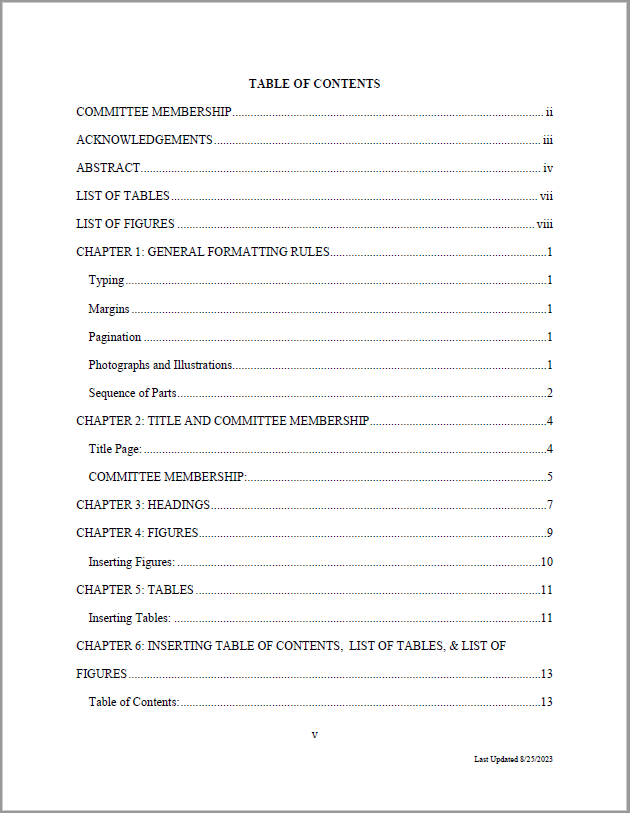 TABLE OF CONTENTS
COMMITTEE MEMBERSHIP........................................ ii
ACKNOWLEDGEMENTS........................................ iii
ABSTRACT........................................ iv
LIST OF TABLES........................................ vii
LIST OF FIGURES........................................ viii
CHAPTER 1: GENERAL FORMATTING RULES........................................1
Typing........................................1
Margins........................................1
Pagination........................................1
Photographs and Illustrations........................................1
Sequence of Parts........................................2
CHAPTER 2: TITLE AND COMMITTEE MEMBERSHIP........................................4
Title Page:........................................4
COMMITTEE MEMBERSHIP:........................................5
CHAPTER 3: HEADINGS........................................7
CHAPTER 4: FIGURES........................................9
Inserting Figures:........................................10
CHAPTER 5: TABLES........................................11
Inserting Tables:........................................11
CHAPTER 6: INSERTING TABLE OF CONTENTS,  LIST OF TABLES, & LIST OF
FIGURES........................................13
Table of Contents:........................................13
v
Last Updated 8/25/2023